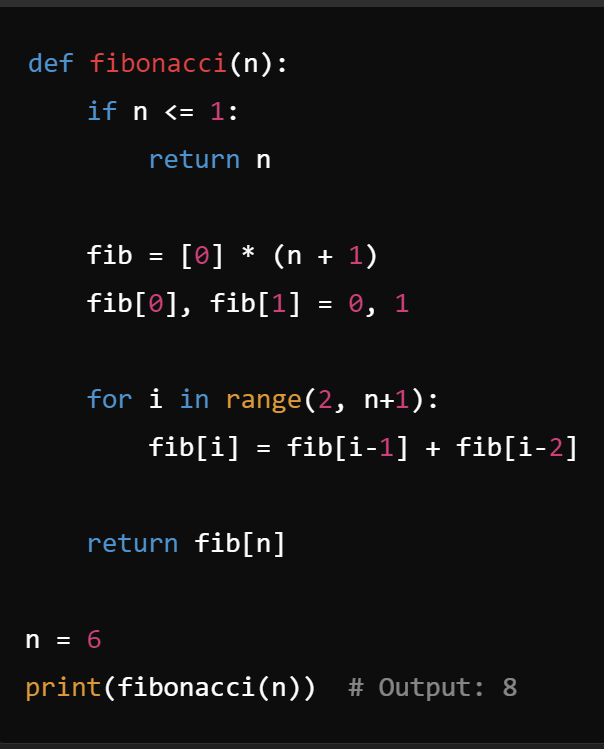 def fibonacci(n):
    if n <= 1:
        return n

    fib = [0] * (n + 1)
    fib[0], fib[1] = 0, 1

    for i in range(2, n+1):
        fib[i] = fib[i-1] + fib[i-2]

    return fib[n]

n = 6
print(fibonacci(n))  # Output: 8